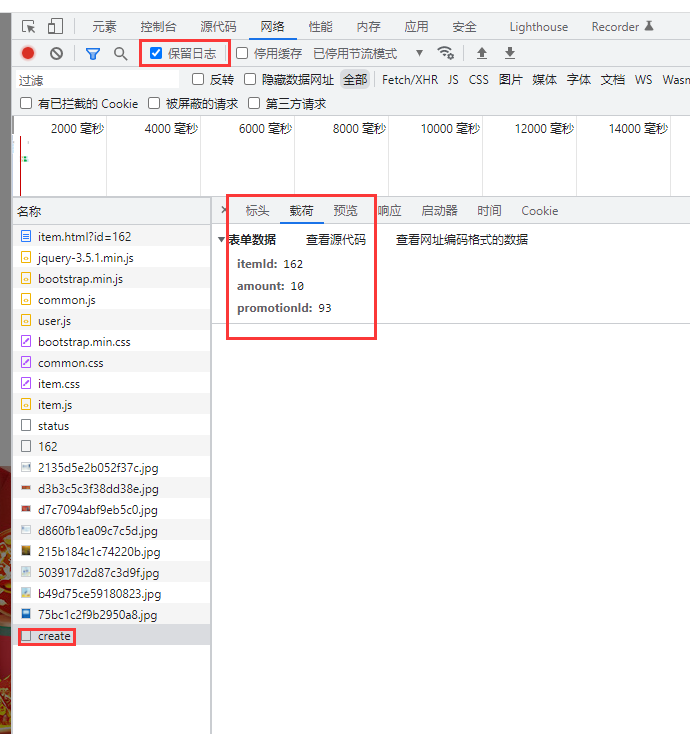 元素 控制台 源代码 网络 性能 内存 应用 安全 Lighthouse Recorder
保留日志 停用缓存 已停用节流模式
过滤 反转 隐藏数据网址 全部 Fetch/XHR JS CSS 图片 媒体 字体 文档 WS Wasm
有已拦截的 Cookie 被屏蔽的请求 第三方请求
2000 毫秒 4000 毫秒 6000 毫秒 8000 毫秒 10000 毫秒 12000 毫秒 14000 毫秒
名称
item.html?id=162
jquery-3.5.1.min.js
bootstrap.min.js
common.js
user.js
bootstrap.min.css
common.css
item.css
item.js
status
162
2135d5e2b052f37c.jpg
d3b3c5c3f38dd38e.jpg
d7c7094abf9eb5c0.jpg
d860fb1ea09c7c5d.jpg
215b184c1c74220b.jpg
503917d2d87c3d9f.jpg
b49d75ce59180823.jpg
75bc1c2f9b2950a8.jpg
create
标头 载荷 预览 响应 启动器 时间 Cookie
表单数据 查看源代码 查看网址编码格式的数据
itemId: 162
amount: 10
promotionId: 93